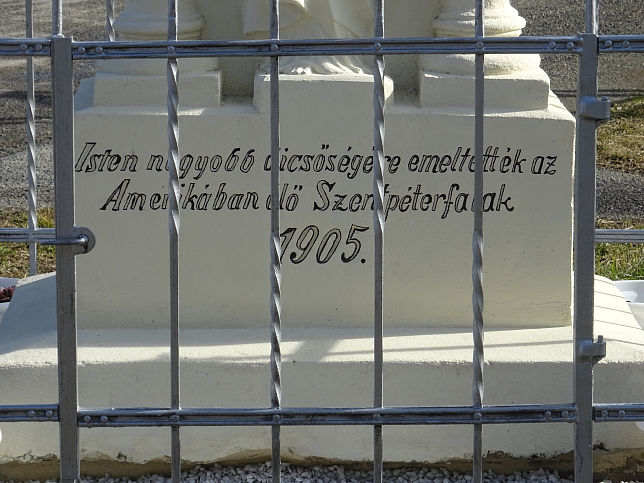 Isten nagyobb dicsőségére emeltették az
Amerikában élő Szentpéterfaiak
1905.